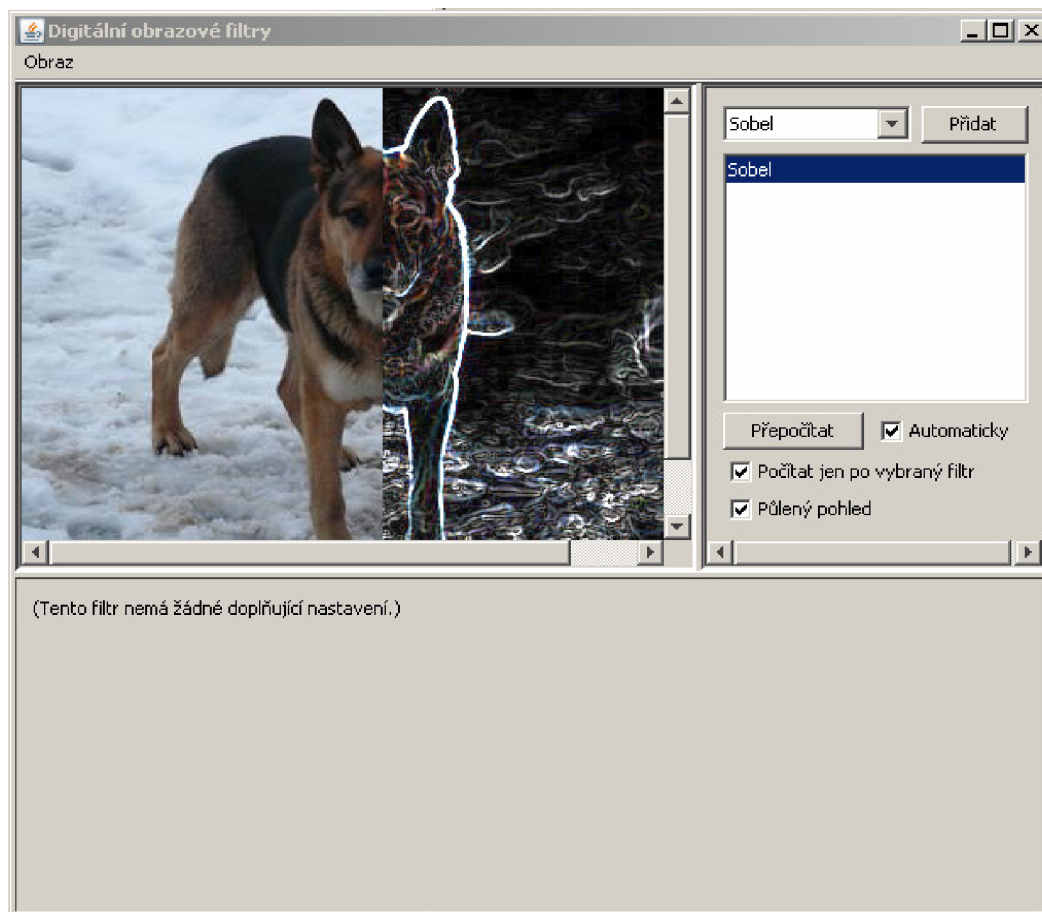 Digitální obrazové filtry
Obraz
Sobel
Přidat
Sobel
Přepočítat
Automaticky
Počítat jen po vybraný filtr
Půlený pohled
(Tento filtr nemá žádné doplňující nastavení.)